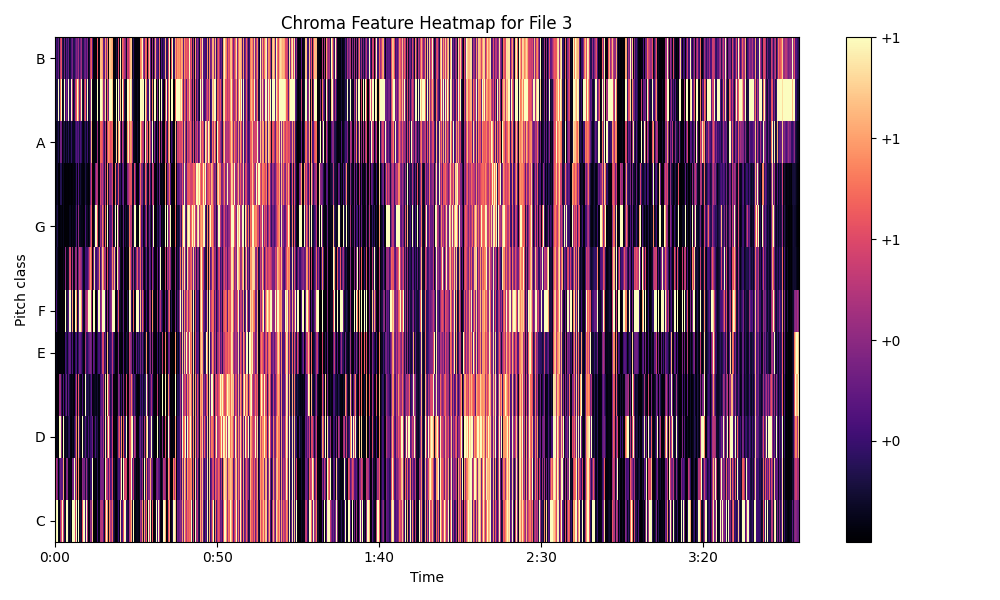 Chroma Feature Heatmap for File 3
Pitch class
B
A
G
F
E
D
C
0:00 0:50 1:40 2:30 3:20
Time
+1
+1
+1
+0
+0